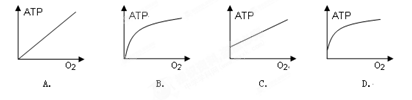 ATP ATP ATP ATP
O₂ O₂ O₂. O₂
A. B. C. D.